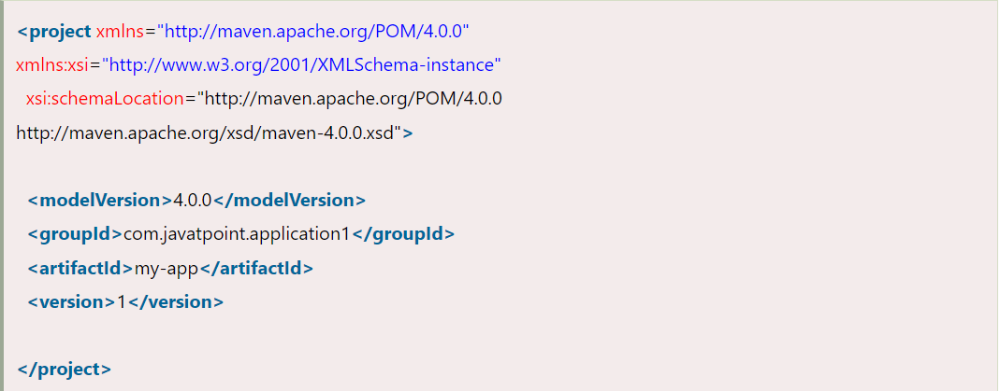 <project xmlns="http://maven.apache.org/POM/4.0.0"
xmlns:xsi="http://www.w3.org/2001/XMLSchema-instance"
xsi:schemaLocation="http://maven.apache.org/POM/4.0.0
http://maven.apache.org/xsd/maven-4.0.0.xsd">
<modelVersion>4.0.0</modelVersion>
<groupId>com.javatpoint.application1</groupId>
<artifactId>my-app</artifactId>
<version>1</version>
</project>